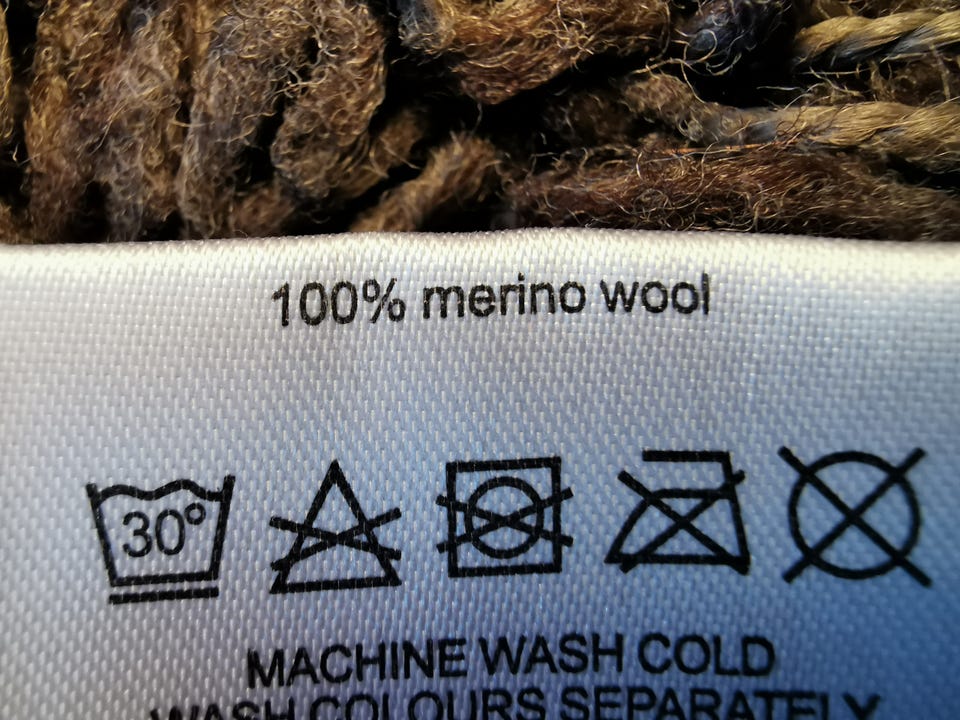 100% merino wool
30°
MACHINE WASH COLD
WASH COLOURS SEPARATELY